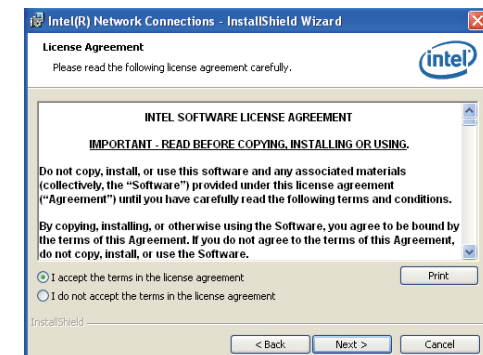 Intel(R) Network Connections - InstallShield Wizard
License Agreement
Please read the following license agreement carefully.
intel
INTEL SOFTWARE LICENSE AGREEMENT
IMPORTANT - READ BEFORE COPYING, INSTALLING OR USING.
Do not copy, install, or use this software and any associated materials
(collectively, the “Software”) provided under this license agreement
(“Agreement”) until you have carefully read the following terms and conditions.
By copying, installing, or otherwise using the Software, you agree to be bound by
the terms of this Agreement. If you do not agree to the terms of this Agreement,
do not copy, install, or use the Software.
I accept the terms in the license agreement
Print
I do not accept the terms in the license agreement
InstallShield
< Back
Next >
Cancel